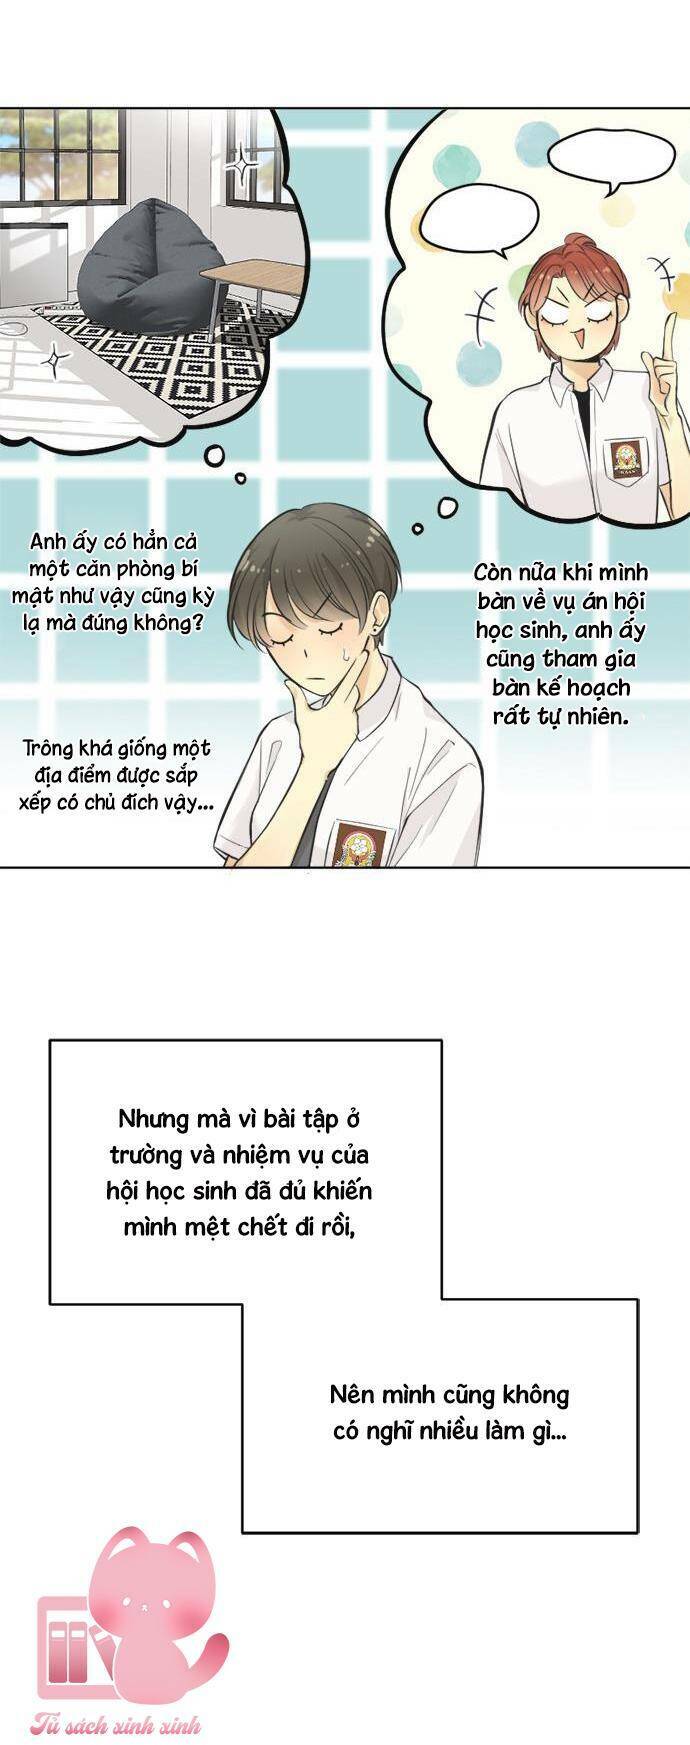 Anh ấy có hẳn cả
một căn phòng bí
mật như vậy cũng kỳ
lạ mà đúng không?
Còn nữa khi mình
bàn về vụ án hội
học sinh, anh ấy
cũng tham gia
bàn kế hoạch
rất tự nhiên.
Trông khá giống một
địa điểm được sắp
xếp có chủ đích vậy...
Nhưng mà vì bài tập ở
trường và nhiệm vụ của
hội học sinh đã đủ khiến
mình mệt chết đi rồi,
Nên mình cũng không
có nghĩ nhiều làm gì...
Tủ sách xinh xinh